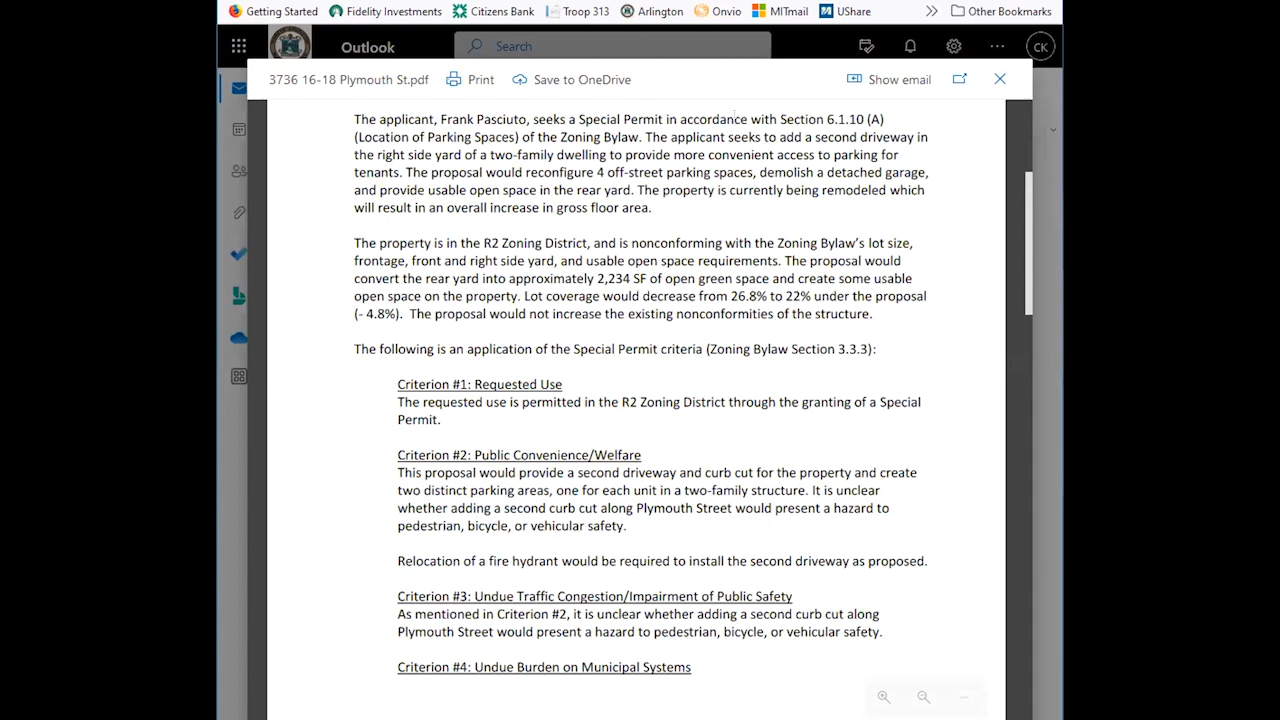 Getting Started Fidelity Investments Citizens Bank Troop 313 Arlington Onvio MITmail UShare Other Bookmarks
Outlook Search CK
3736 16-18 Plymouth St.pdf Print Save to OneDrive Show email
The applicant, Frank Pasciuto, seeks a Special Permit in accordance with Section 6.1.10 (A)
(Location of Parking Spaces) of the Zoning Bylaw. The applicant seeks to add a second driveway in
the right side yard of a two-family dwelling to provide more convenient access to parking for
tenants. The proposal would reconfigure 4 off-street parking spaces, demolish a detached garage,
and provide usable open space in the rear yard. The property is currently being remodeled which
will result in an overall increase in gross floor area.
The property is in the R2 Zoning District, and is nonconforming with the Zoning Bylaw's lot size,
frontage, front and right side yard, and usable open space requirements. The proposal would
convert the rear yard into approximately 2,234 SF of open green space and create some usable
open space on the property. Lot coverage would decrease from 26.8% to 22% under the proposal
(- 4.8%). The proposal would not increase the existing nonconformities of the structure.
The following is an application of the Special Permit criteria (Zoning Bylaw Section 3.3.3):
Criterion #1: Requested Use
The requested use is permitted in the R2 Zoning District through the granting of a Special
Permit.
Criterion #2: Public Convenience/Welfare
This proposal would provide a second driveway and curb cut for the property and create
two distinct parking areas, one for each unit in a two-family structure. It is unclear
whether adding a second curb cut along Plymouth Street would present a hazard to
pedestrian, bicycle, or vehicular safety.
Relocation of a fire hydrant would be required to install the second driveway as proposed.
Criterion #3: Undue Traffic Congestion/Impairment of Public Safety
As mentioned in Criterion #2, it is unclear whether adding a second curb cut along
Plymouth Street would present a hazard to pedestrian, bicycle, or vehicular safety.
Criterion #4: Undue Burden on Municipal Systems